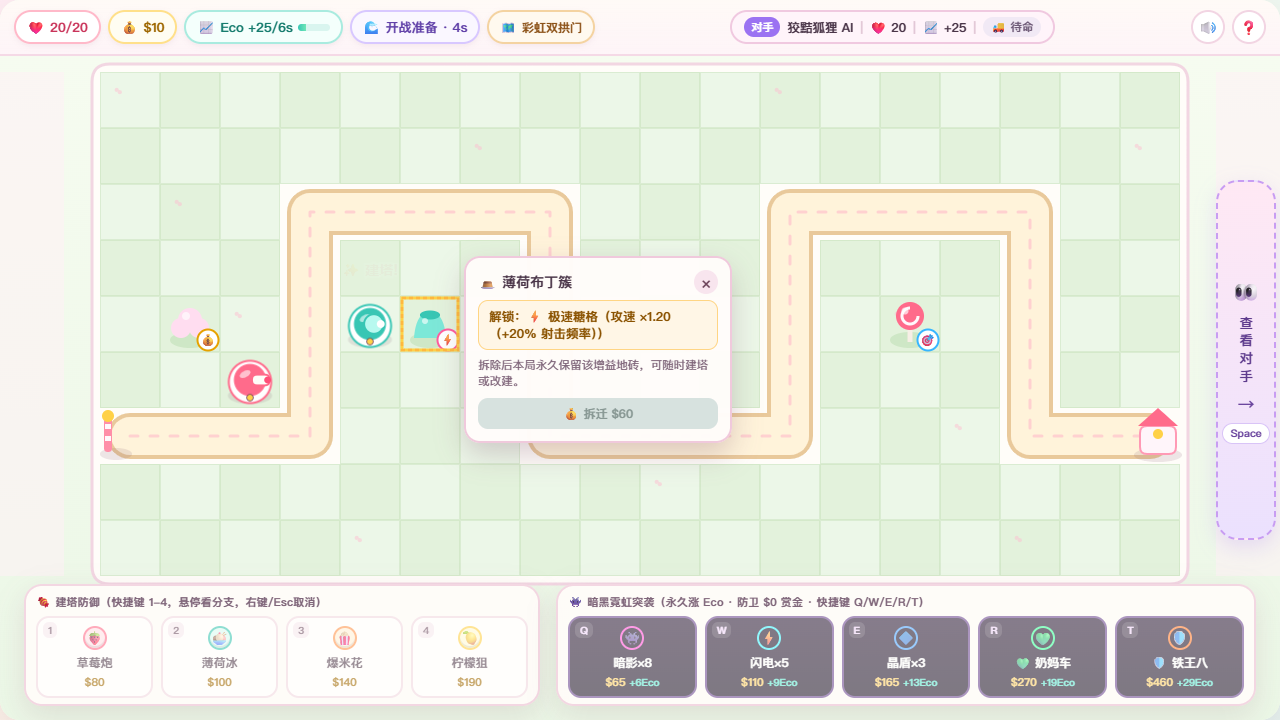 20/20
$10
Eco +25/6s
开战准备 · 4s
彩虹双拱门
对手 狡黠狐狸 AI | 20 | +25 | 待命
?
建塔!
薄荷布丁簇
×
解锁： 极速糖格（攻速 ×1.20
（+20% 射击频率））
拆除后本局永久保留该增益地砖，可随时建塔
或改建。
拆迁 $60
查看对手
→
Space
建塔防御（快捷键 1–4，悬停看分支，右键/Esc取消）
1
草莓炮
$80
2
薄荷冰
$100
3
爆米花
$140
4
柠檬狙
$190
暗黑霓虹突袭（永久涨 Eco · 防卫 $0 赏金 · 快捷键 Q/W/E/R/T）
Q
暗影x8
$65 +6Eco
W
闪电x5
$110 +9Eco
E
晶盾x3
$165 +13Eco
R
奶妈车
$270 +19Eco
T
铁王八
$460 +29Eco